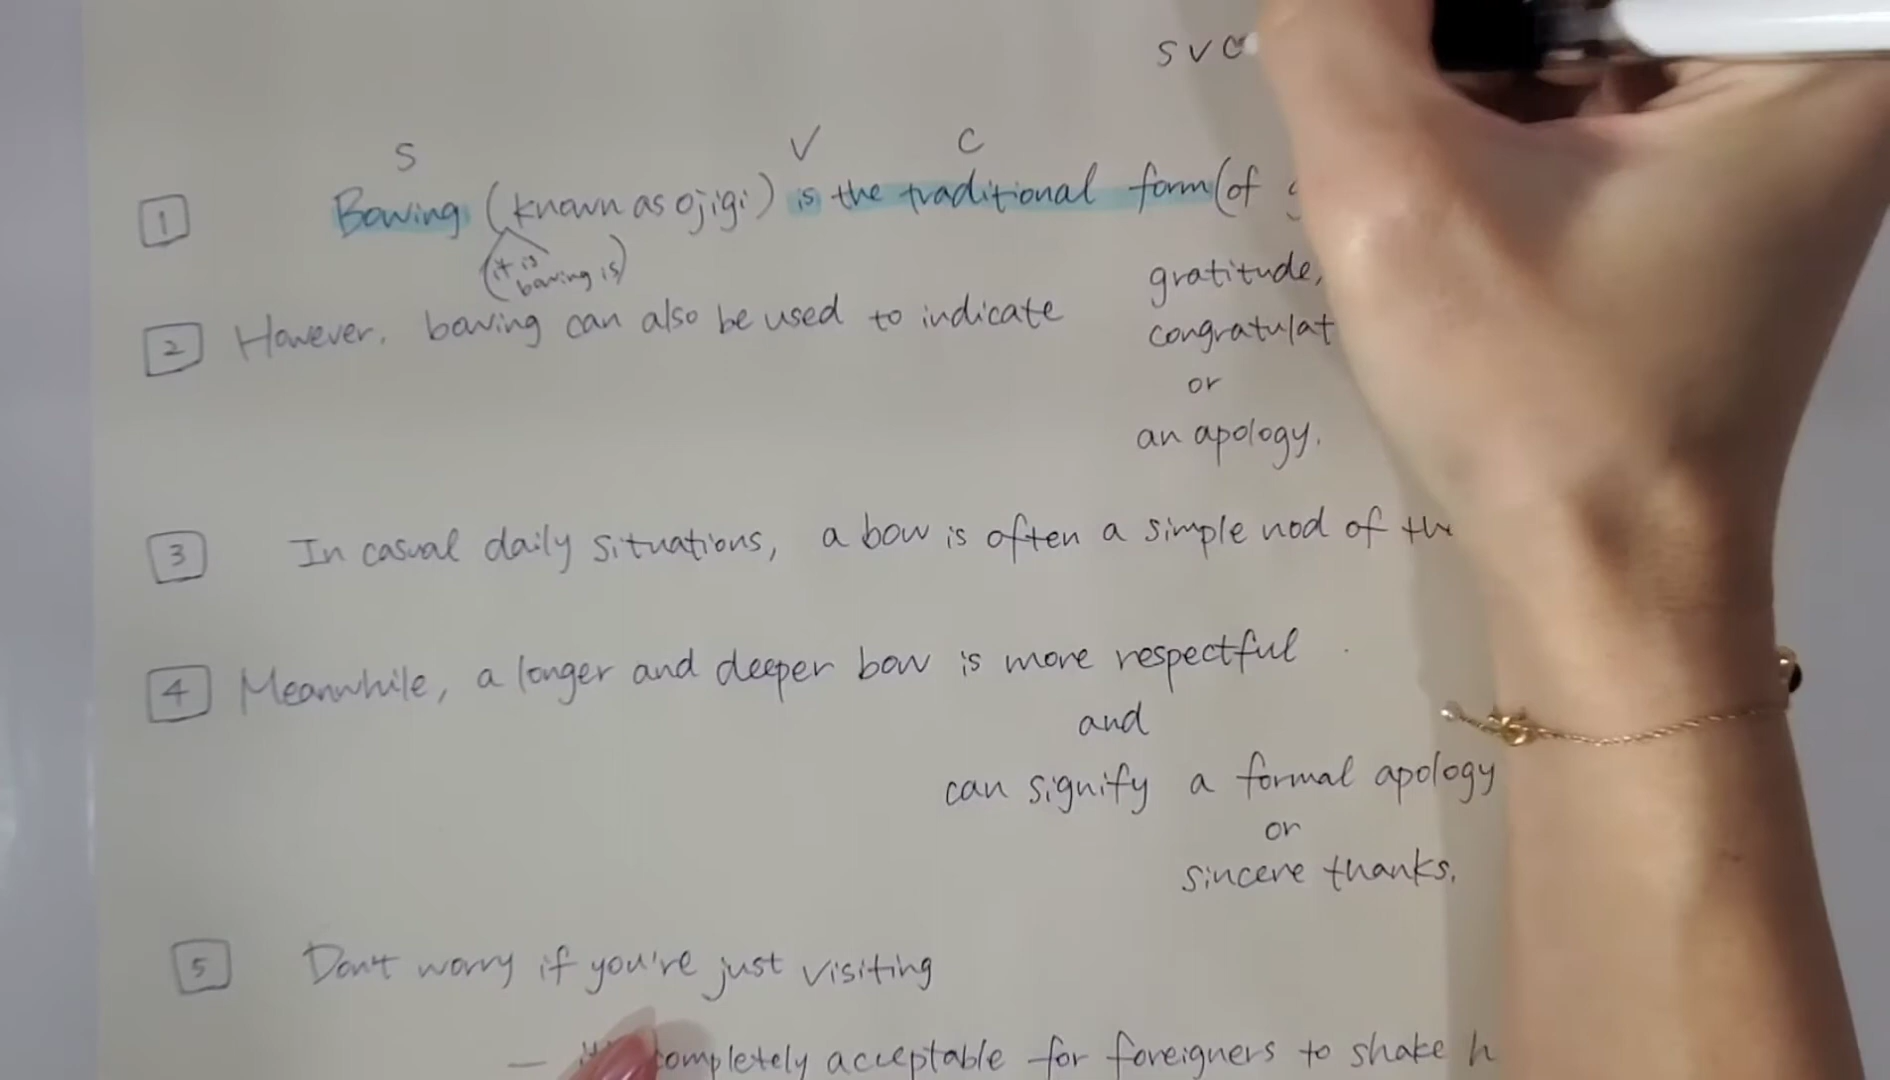 S V C
S V C
1 Bowing (known as ojigi) is the traditional form (of
(it is
bowing is)
gratitude,
2 However, bowing can also be used to indicate
congratulat
or
an apology.
3 In casual daily situations, a bow is often a simple nod of
4 Meanwhile, a longer and deeper bow is more respectful
and
can signify a formal apology
or
sincere thanks.
5 Don't worry if you're just visiting
— completely acceptable for foreigners to shake h